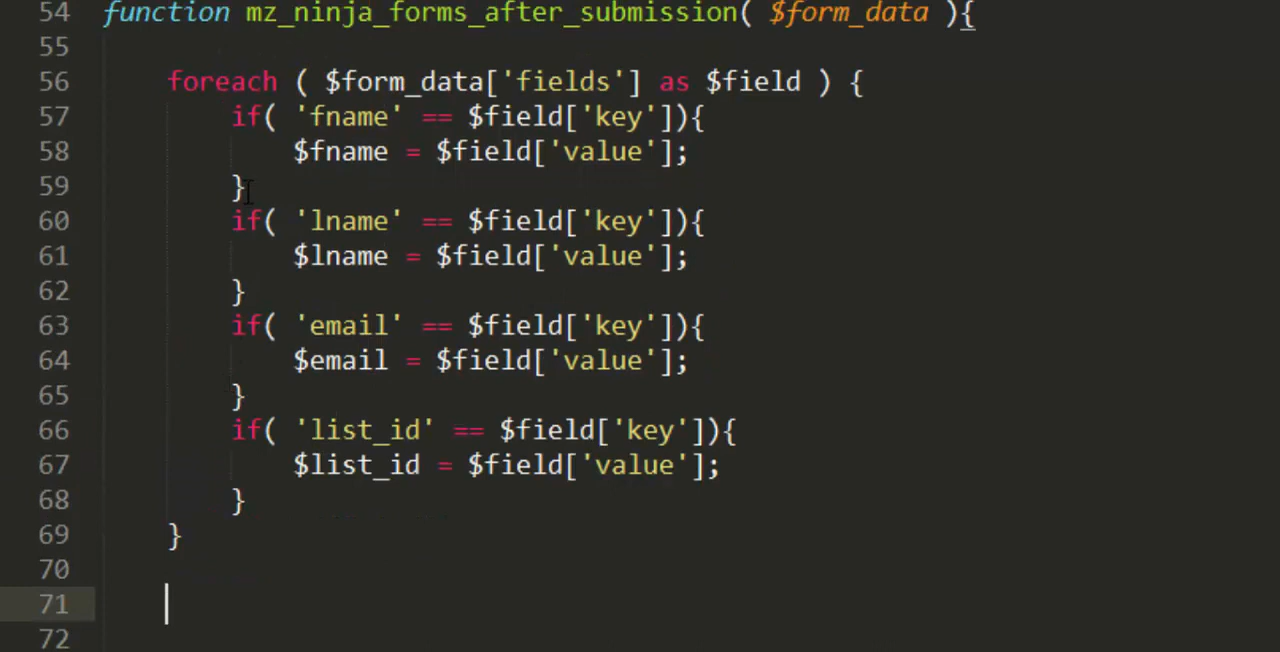 54 function mz_ninja_forms_after_submission( $form_data ){
55
56 foreach ( $form_data['fields'] as $field ) {
57 if( 'fname' == $field['key']){
58 $fname = $field['value'];
59 }
60 if( 'lname' == $field['key']){
61 $lname = $field['value'];
62 }
63 if( 'email' == $field['key']){
64 $email = $field['value'];
65 }
66 if( 'list_id' == $field['key']){
67 $list_id = $field['value'];
68 }
69 }
70
71
72